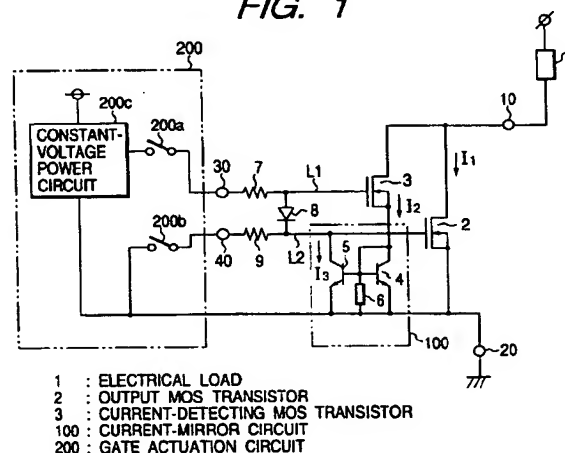 FIG. 1
200
200c
CONSTANT-
VOLTAGE
POWER
CIRCUIT
200a
30
7
L1
10
I1
3
I2
8
200b
40
9
L2
2
I3
5
4
6
100
20
1 : ELECTRICAL LOAD
2 : OUTPUT MOS TRANSISTOR
3 : CURRENT-DETECTING MOS TRANSISTOR
100 : CURRENT-MIRROR CIRCUIT
200 : GATE ACTUATION CIRCUIT